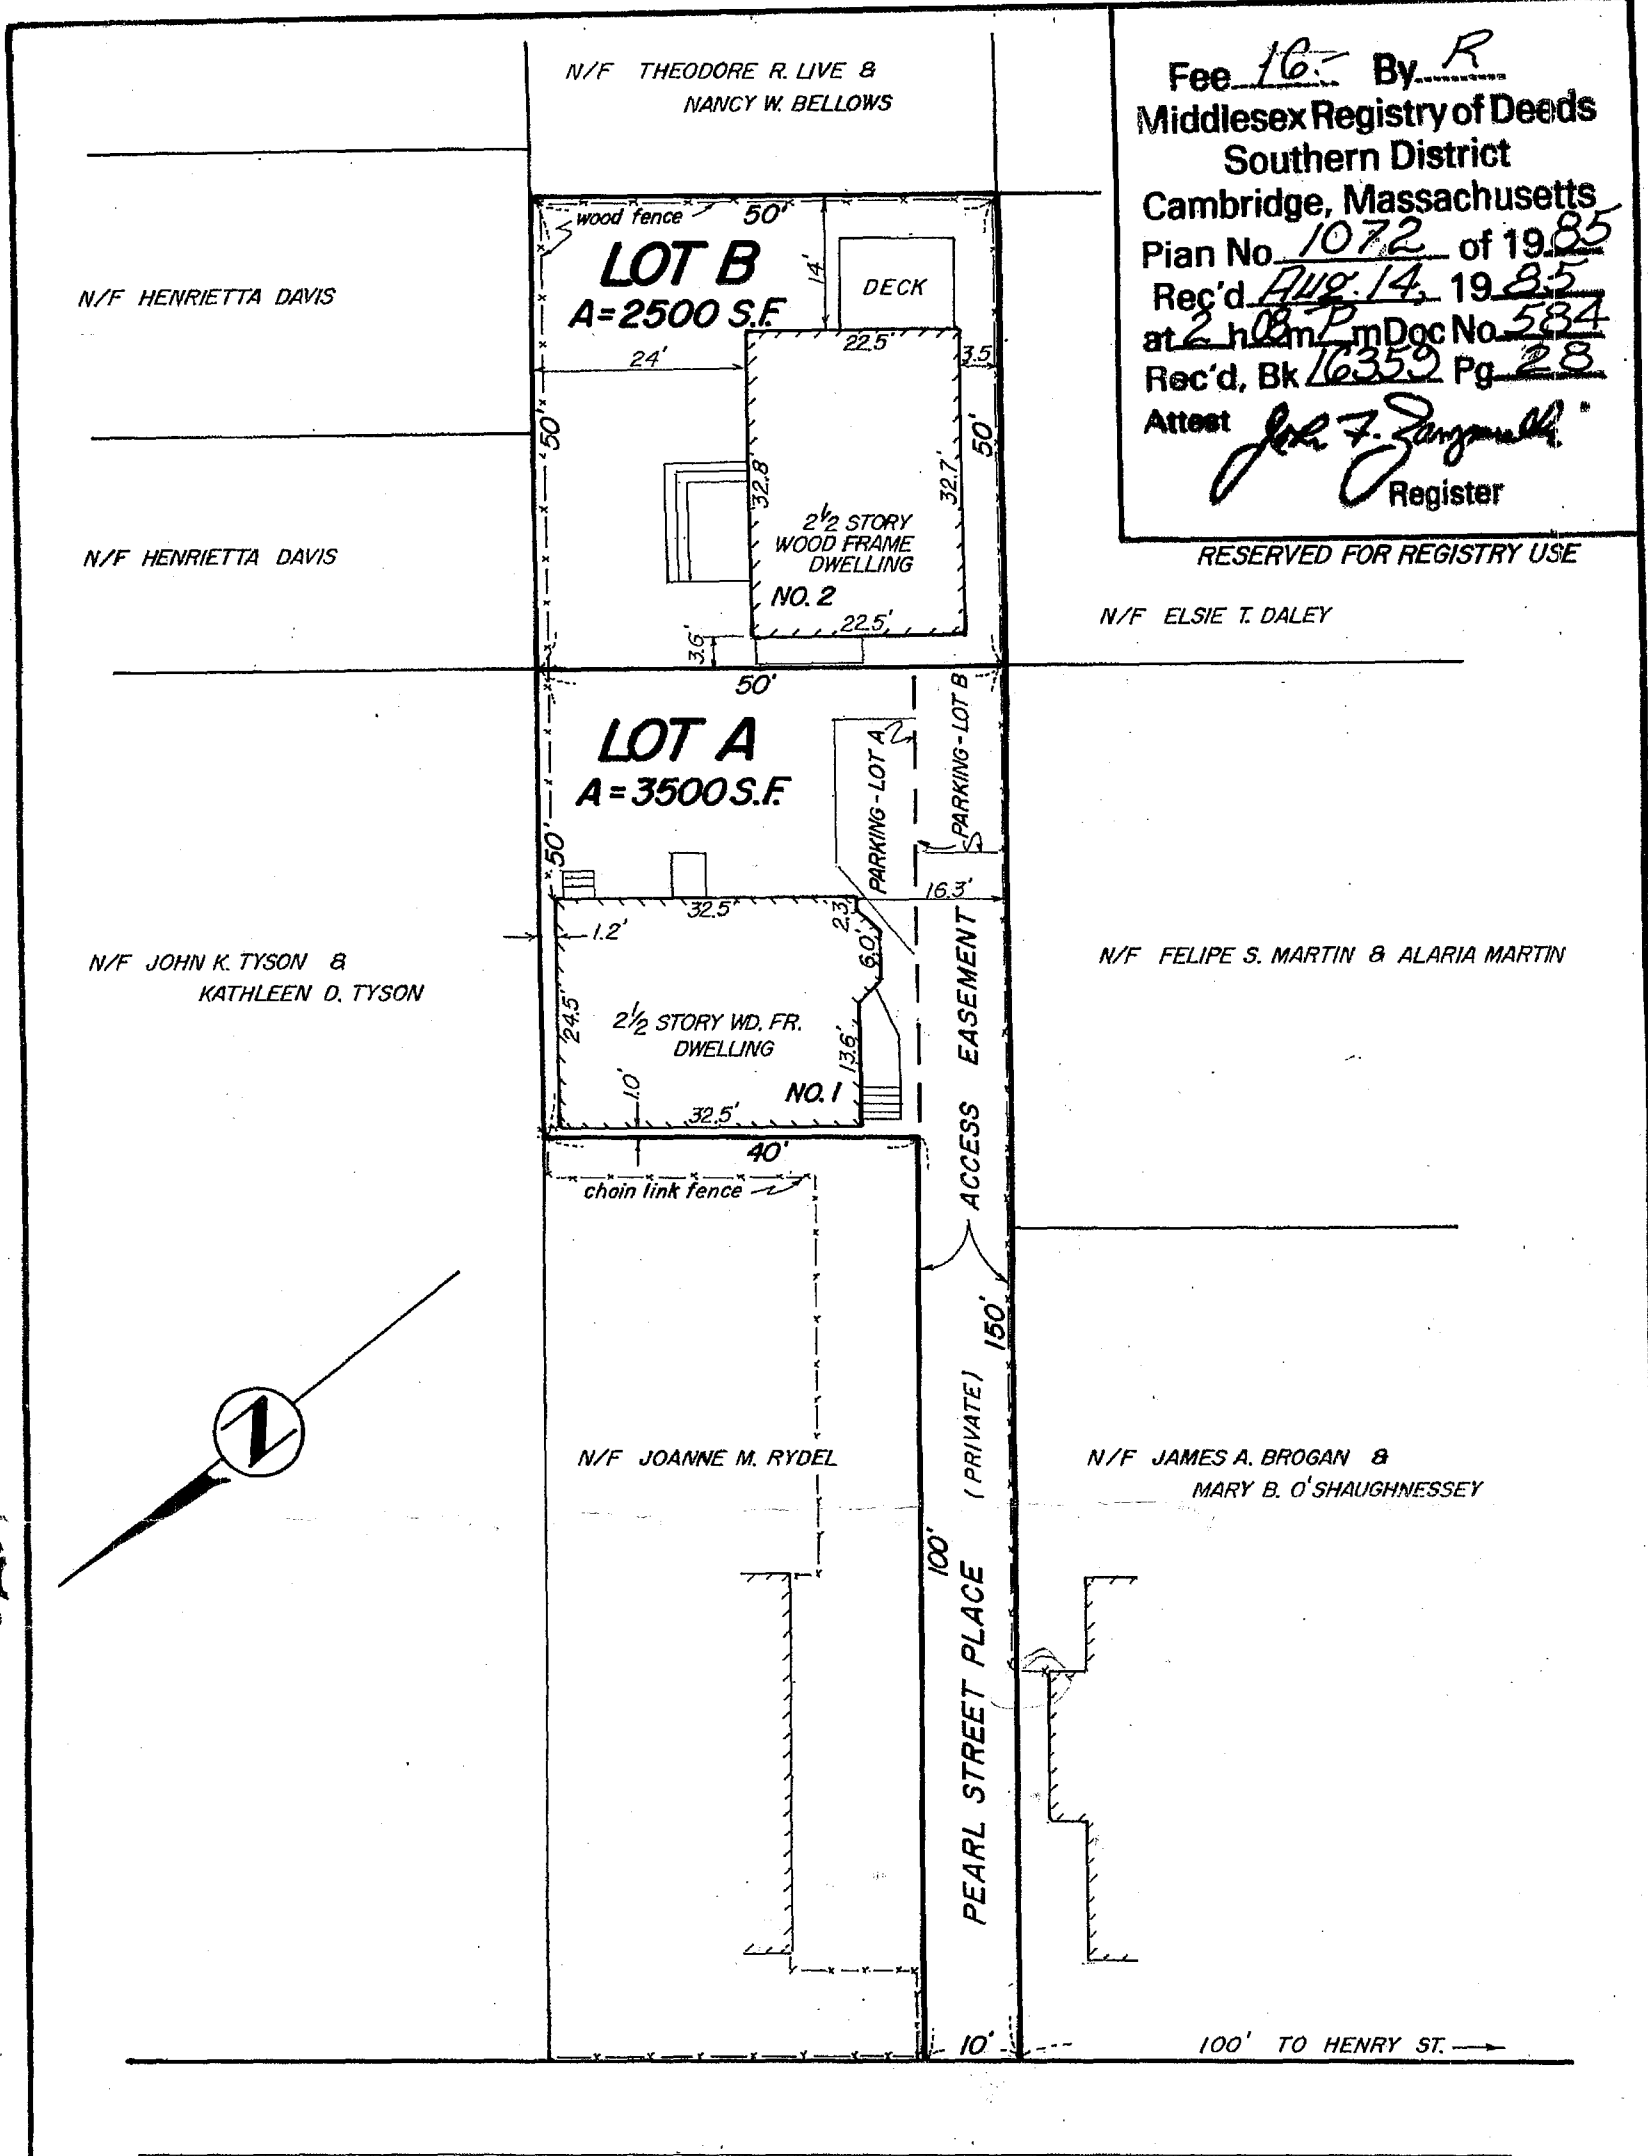 N/F THEODORE R. LIVE &
NANCY W. BELLOWS
Fee 16.- By R
Middlesex Registry of Deeds
Southern District
Cambridge, Massachusetts
Plan No 1072 of 1985
Rec'd Aug. 14, 1985
at 2 h 08 m P m Doc No 584
Rec'd, Bk 16359 Pg 28
Attest
Register
RESERVED FOR REGISTRY USE
wood fence
50'
LOT B
A=2500 S.F.
14'
DECK
N/F HENRIETTA DAVIS
24'
22.5'
3.5'
50'
50'
32.8'
32.7'
2½ STORY
WOOD FRAME
DWELLING
NO. 2
22.5'
3.6'
N/F HENRIETTA DAVIS
N/F ELSIE T. DALEY
50'
LOT A
A=3500 S.F.
PARKING-LOT A
PARKING-LOT B
50'
32.5'
2.3'
16.3'
1.2'
6.0'
N/F JOHN K. TYSON &
KATHLEEN D. TYSON
N/F FELIPE S. MARTIN & ALARIA MARTIN
24.5'
2½ STORY WD. FR.
DWELLING
13.6'
1.0'
NO. 1
32.5'
ACCESS EASEMENT
40'
chain link fence
150'
Z
N/F JOANNE M. RYDEL
(PRIVATE)
N/F JAMES A. BROGAN &
MARY B. O'SHAUGHNESSEY
100'
PEARL STREET PLACE
10'
100' TO HENRY ST.